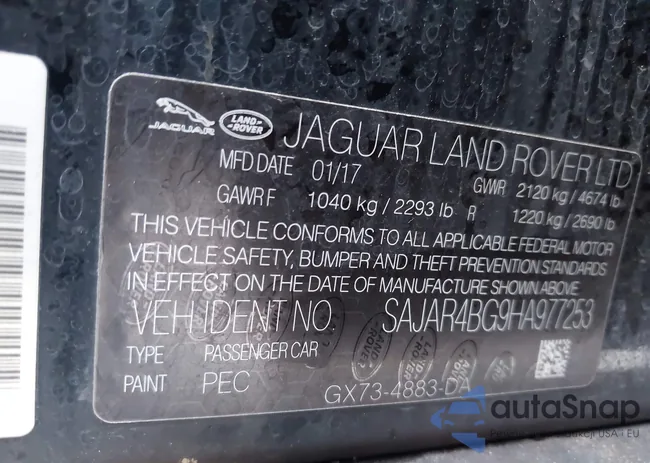 JAGUAR LAND ROVER JAGUAR LAND ROVER LTD
MFD DATE 01/17 GVWR 2120 kg / 4674 lb
GAWR F 1040 kg / 2293 lb R 1220 kg / 2690 lb
THIS VEHICLE CONFORMS TO ALL APPLICABLE FEDERAL MOTOR
VEHICLE SAFETY, BUMPER AND THEFT PREVENTION STANDARDS
IN EFFECT ON THE DATE OF MANUFACTURE SHOWN ABOVE
VEH IDENT NO. SAJAR4BG9HA977253
TYPE PASSENGER CAR
PAINT PEC GX73-4883-DA
autaSnap
USA - EU